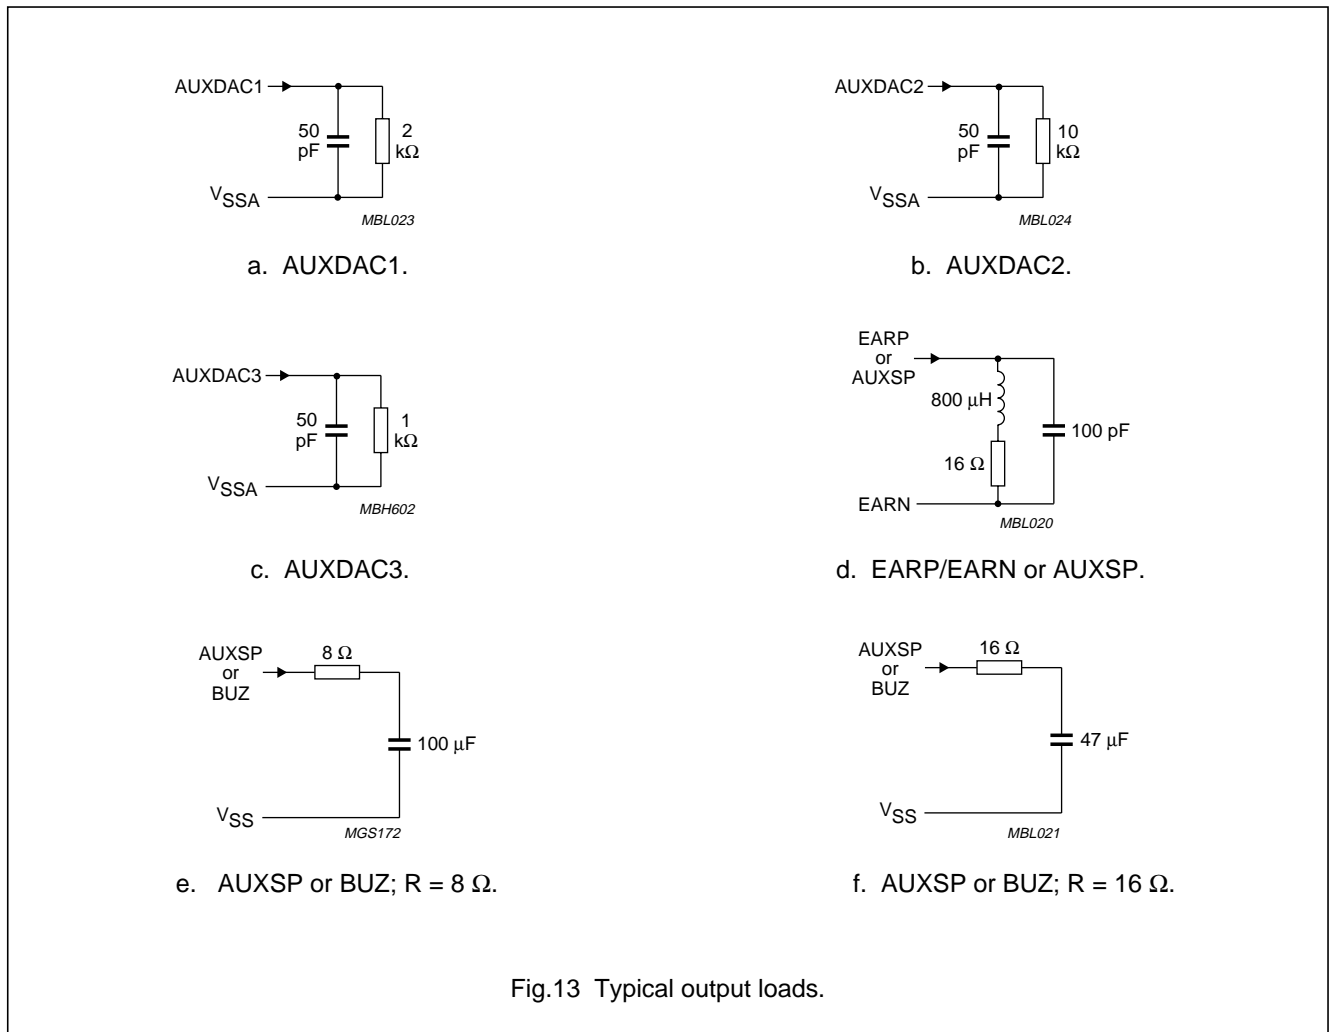 AUXDAC1
50
pF
2
kΩ
VSSA
MBL023
a. AUXDAC1.
AUXDAC2
50
pF
10
kΩ
VSSA
MBL024
b. AUXDAC2.
AUXDAC3
50
pF
1
kΩ
VSSA
MBH602
c. AUXDAC3.
EARP
or
AUXSP
800 μH
16 Ω
100 pF
EARN
MBL020
d. EARP/EARN or AUXSP.
AUXSP
or
BUZ
8 Ω
100 μF
VSS
MGS172
e. AUXSP or BUZ; R = 8 Ω.
AUXSP
or
BUZ
16 Ω
47 μF
VSS
MBL021
f. AUXSP or BUZ; R = 16 Ω.
Fig.13 Typical output loads.